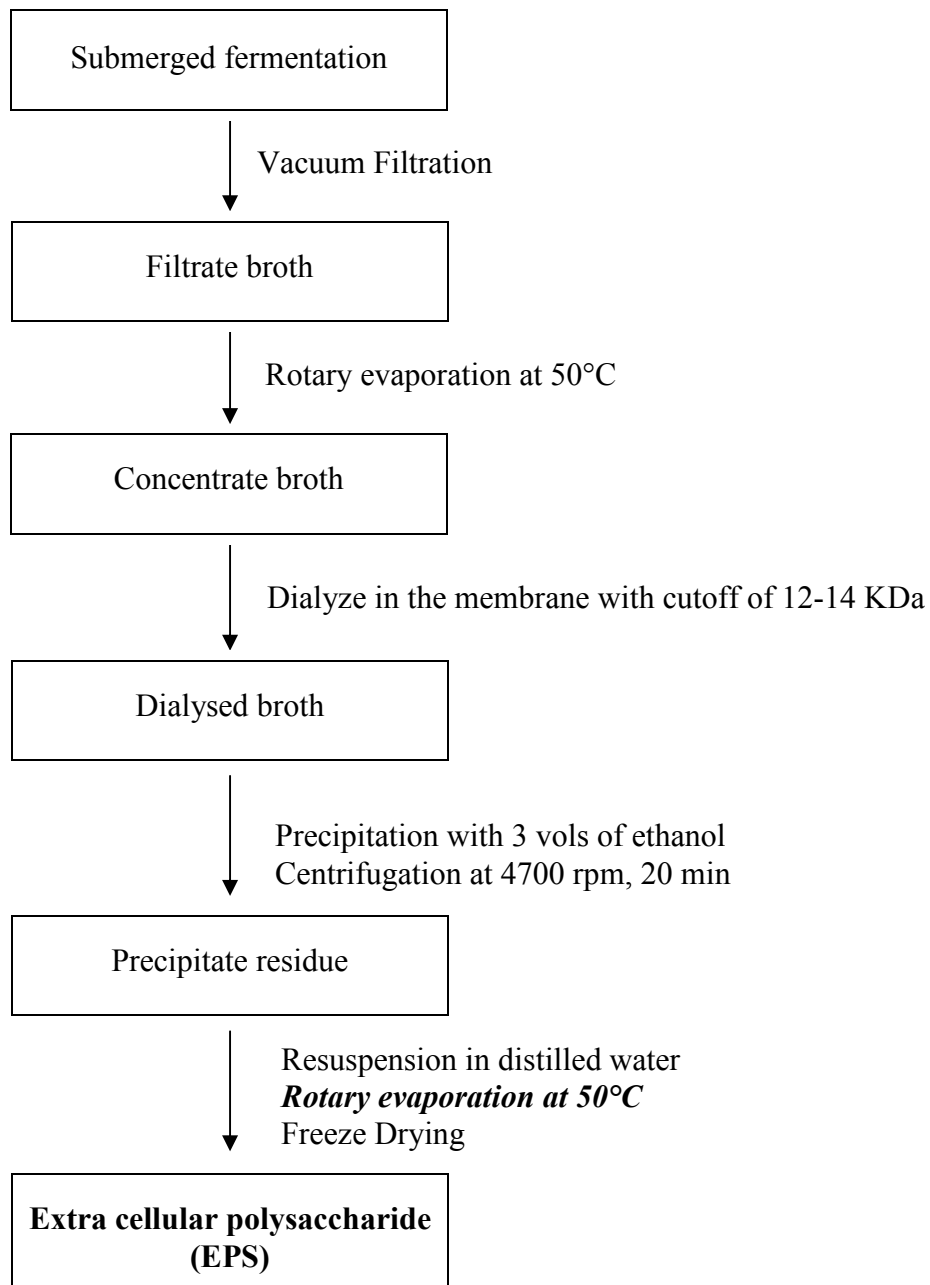 Submerged fermentation
Vacuum Filtration
Filtrate broth
Rotary evaporation at 50°C
Concentrate broth
Dialyze in the membrane with cutoff of 12-14 KDa
Dialysed broth
Precipitation with 3 vols of ethanol
Centrifugation at 4700 rpm, 20 min
Precipitate residue
Resuspension in distilled water
Rotary evaporation at 50°C
Freeze Drying
Extra cellular polysaccharide
(EPS)